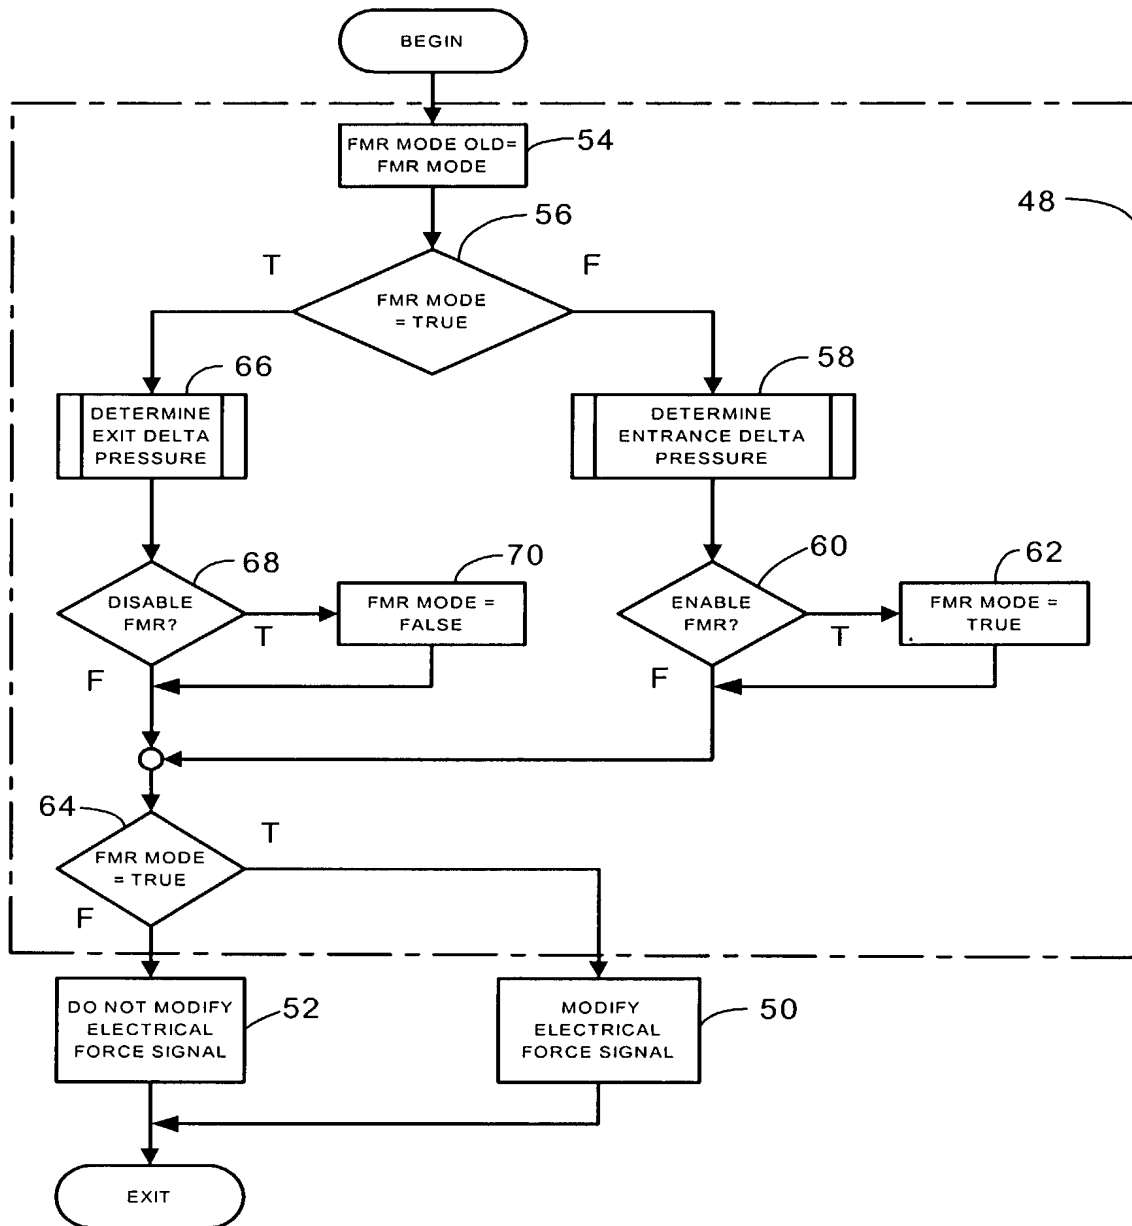 BEGIN
FMR MODE OLD=
FMR MODE
54
56
48
T
F
FMR MODE
= TRUE
66
58
DETERMINE
EXIT DELTA
PRESSURE
DETERMINE
ENTRANCE DELTA
PRESSURE
68
70
60
62
DISABLE
FMR?
T
FMR MODE =
FALSE
ENABLE
FMR?
T
FMR MODE =
TRUE
F
F
64
T
FMR MODE
= TRUE
F
DO NOT MODIFY
ELECTRICAL
FORCE SIGNAL
52
MODIFY
ELECTRICAL
FORCE SIGNAL
50
EXIT